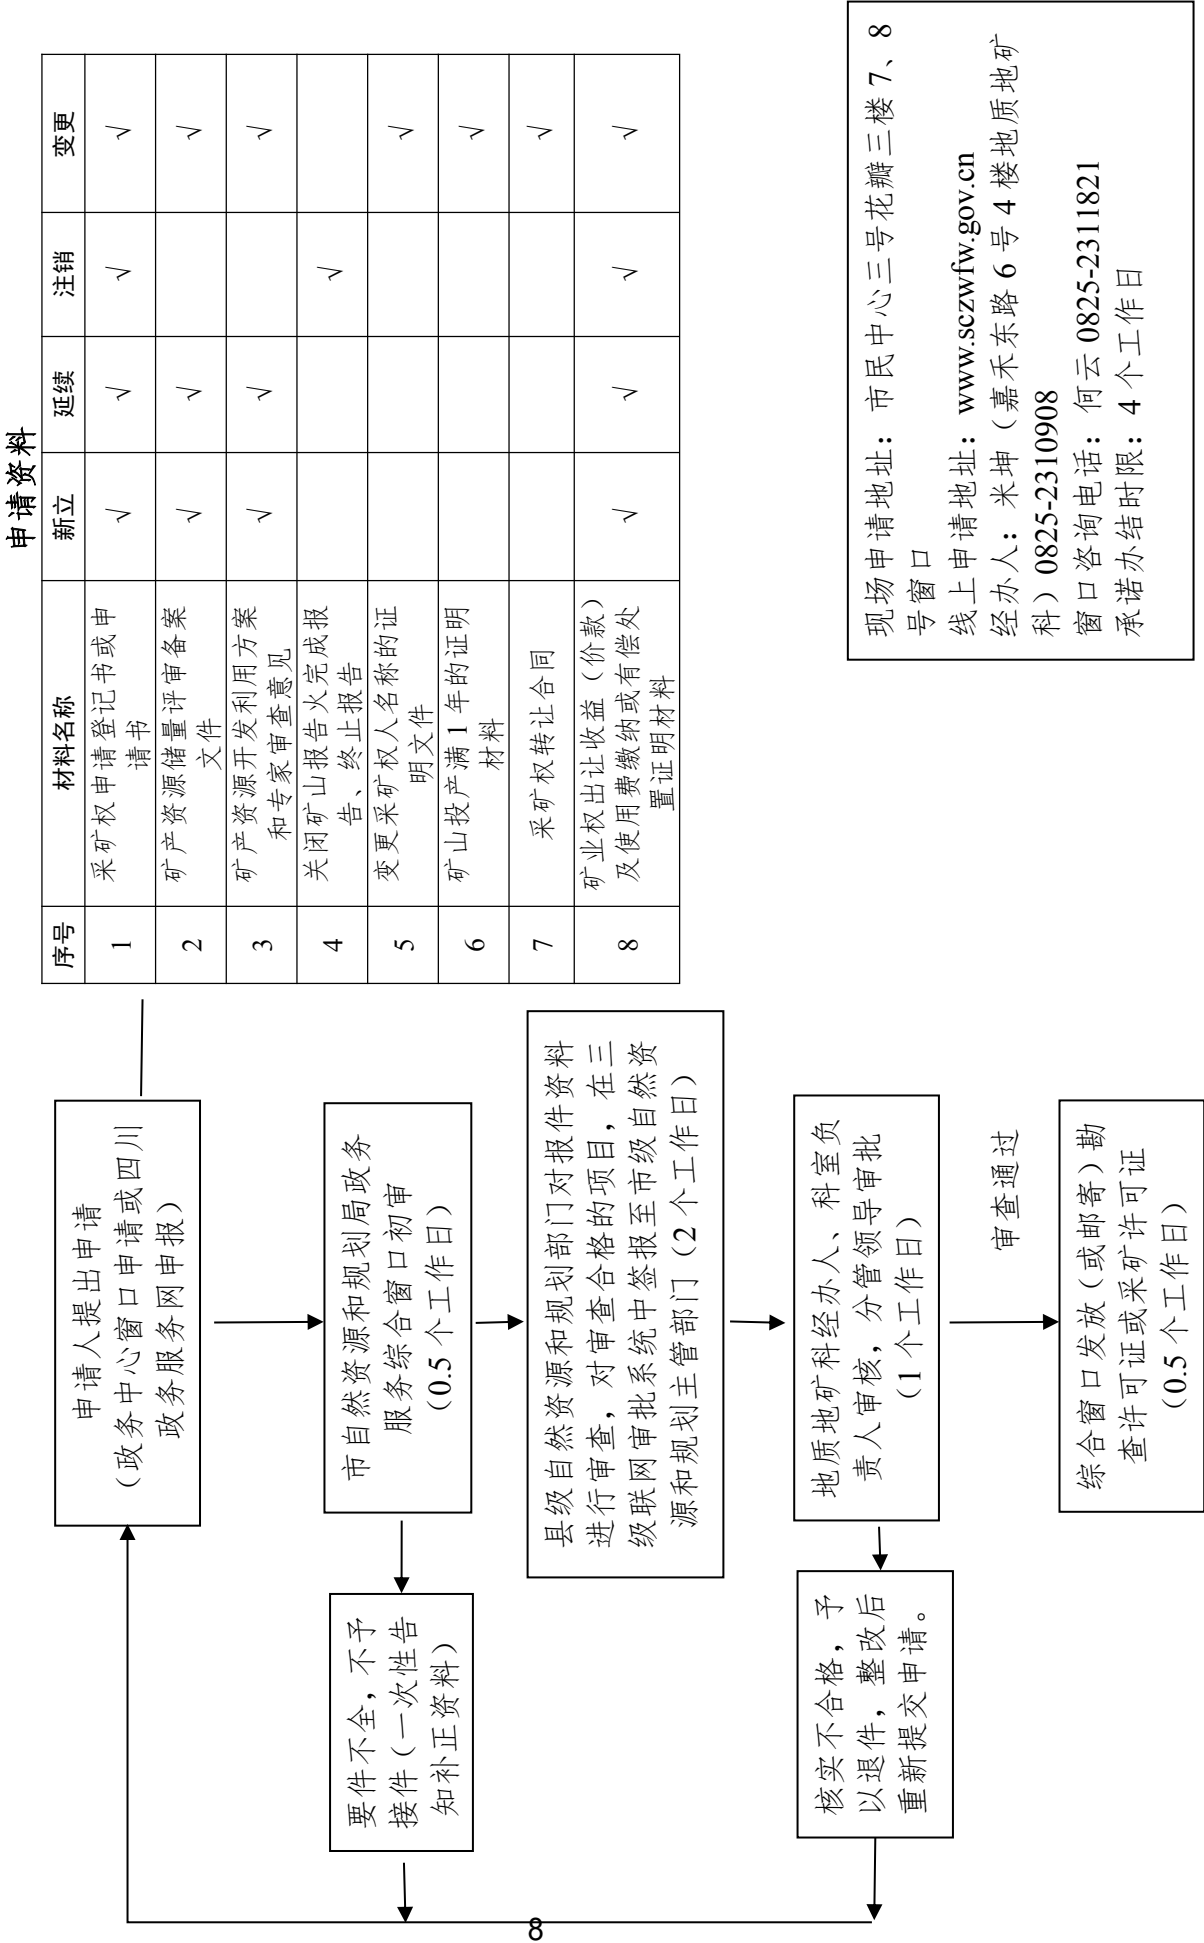 申请人提出申请
（政务中心窗口申请或四川
政务服务网申报）
市自然资源和规划局政务
服务综合窗口初审
（0.5 个工作日）
要件不全，不予
接件（一次性告
知补正资料）
县级自然资源和规划部门对报件资料
进行审查，对审查合格的项目，在三
级联网审批系统中签报至市级自然资
源和规划主管部门（2 个工作日）
地质地矿科经办人、科室负
责人审核，分管领导审批
（1 个工作日）
核实不合格，予
以退件，整改后
重新提交申请。
审查通过
综合窗口发放（或邮寄）勘
查许可证或采矿许可证
（0.5 个工作日）
申请资料
序号 材料名称 新立 延续 注销 变更
1 采矿权申请登记书或申 √ √ √ √
请书
2 矿产资源储量评审备案 √ √ √
文件
3 矿产资源开发利用方案 √ √ √
和专家审查意见
4 关闭矿山报告火完成报 √
告、终止报告
5 变更采矿权人名称的证 √
明文件
6 矿山投产满 1 年的证明 √
材料
7 采矿权转让合同 √
8 矿业权出让收益（价款） √ √ √ √
及使用费缴纳或有偿处
置证明材料
现场申请地址：市民中心三号花瓣三楼 7、8
号窗口
线上申请地址：www.sczwfw.gov.cn
经办人：米坤（嘉禾东路 6 号 4 楼地质地矿
科）0825-2310908
窗口咨询电话：何云 0825-2311821
承诺办结时限：4 个工作日
8